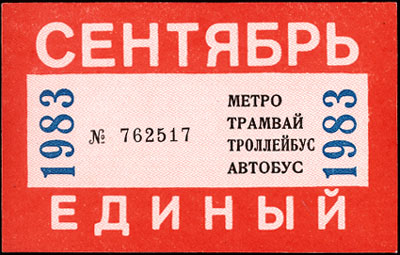 СЕНТЯБРЬ
1983
№ 762517
МЕТРО
ТРАМВАЙ
ТРОЛЛЕЙБУС
АВТОБУС
1983
ЕДИНЫЙ